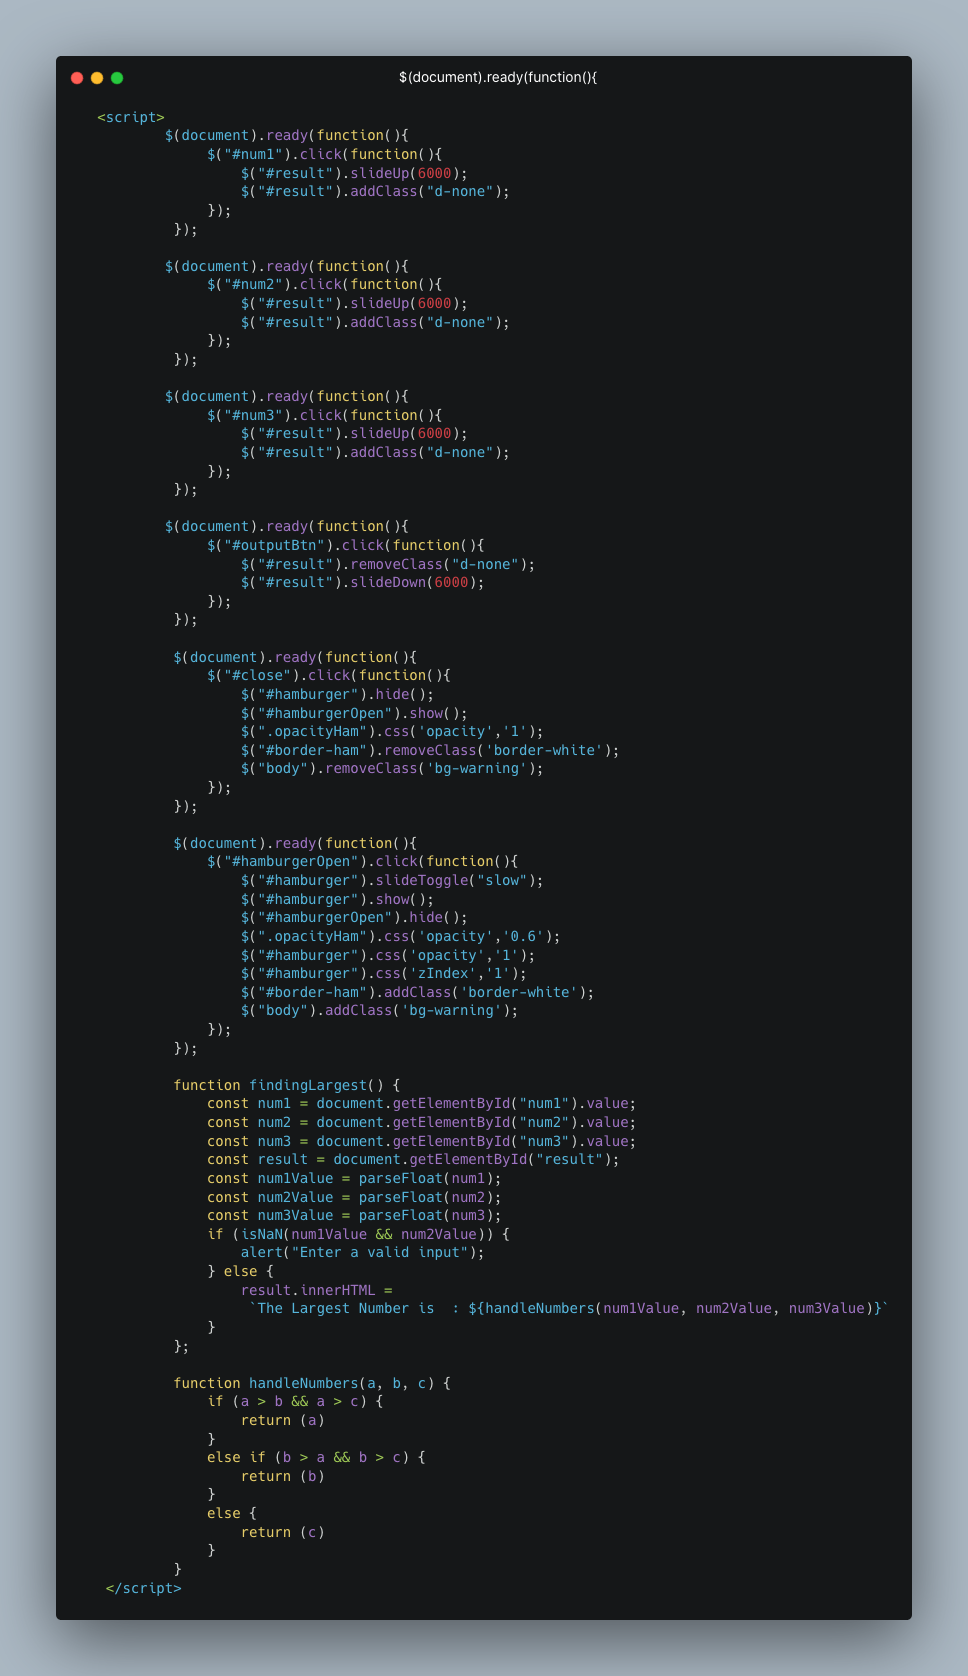 $(document).ready(function(){
<script>
$(document).ready(function(){
$("#num1").click(function(){
$("#result").slideUp(6000);
$("#result").addClass("d-none");
});
});
$(document).ready(function(){
$("#num2").click(function(){
$("#result").slideUp(6000);
$("#result").addClass("d-none");
});
});
$(document).ready(function(){
$("#num3").click(function(){
$("#result").slideUp(6000);
$("#result").addClass("d-none");
});
});
$(document).ready(function(){
$("#outputBtn").click(function(){
$("#result").removeClass("d-none");
$("#result").slideDown(6000);
});
});
$(document).ready(function(){
$("#close").click(function(){
$("#hamburger").hide();
$("#hamburgerOpen").show();
$(".opacityHam").css('opacity','1');
$("#border-ham").removeClass('border-white');
$("body").removeClass('bg-warning');
});
});
$(document).ready(function(){
$("#hamburgerOpen").click(function(){
$("#hamburger").slideToggle("slow");
$("#hamburger").show();
$("#hamburgerOpen").hide();
$(".opacityHam").css('opacity','0.6');
$("#hamburger").css('opacity','1');
$("#hamburger").css('zIndex','1');
$("#border-ham").addClass('border-white');
$("body").addClass('bg-warning');
});
});
function findingLargest() {
const num1 = document.getElementById("num1").value;
const num2 = document.getElementById("num2").value;
const num3 = document.getElementById("num3").value;
const result = document.getElementById("result");
const num1Value = parseFloat(num1);
const num2Value = parseFloat(num2);
const num3Value = parseFloat(num3);
if (isNaN(num1Value && num2Value)) {
alert("Enter a valid input");
} else {
result.innerHTML =
`The Largest Number is  : ${handleNumbers(num1Value, num2Value, num3Value)}`
}
};
function handleNumbers(a, b, c) {
if (a > b && a > c) {
return (a)
}
else if (b > a && b > c) {
return (b)
}
else {
return (c)
}
}
</script>